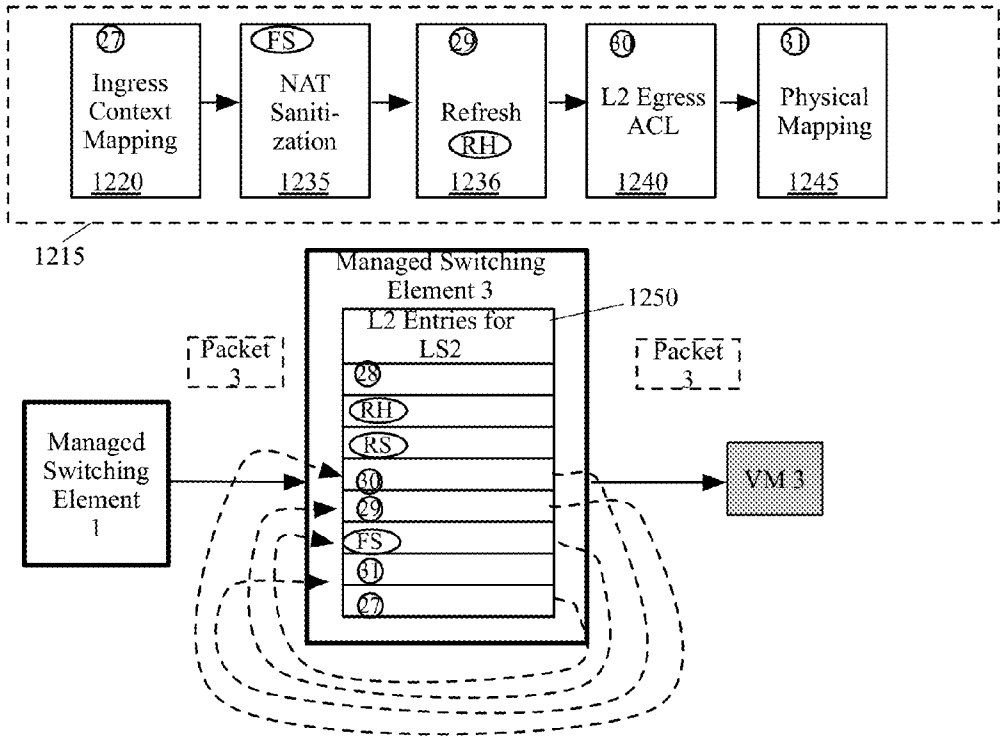 27
Ingress
Context
Mapping
1220
FS
NAT
Saniti-
zation
1235
29
Refresh
RH
1236
30
L2 Egress
ACL
1240
31
Physical
Mapping
1245
1215
Managed Switching
Element 3
1250
L2 Entries for
LS2
28
RH
RS
30
29
FS
31
27
Packet
3
Packet
3
Managed
Switching
Element
1
VM 3